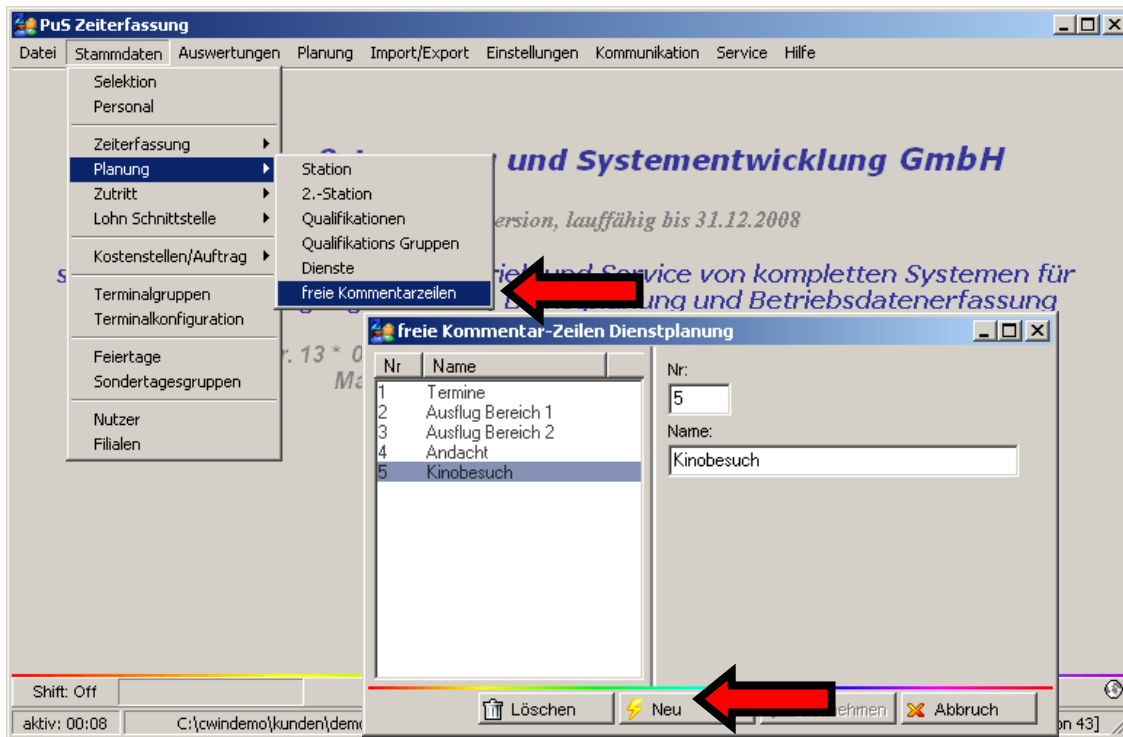 PuS Zeiterfassung
Datei Stammdaten Auswertungen Planung Import/Export Einstellungen Kommunikation Service Hilfe
Selektion
Personal
Zeiterfassung
Planung
Zutritt
Lohn Schnittstelle
Kostenstellen/Auftrag
Terminalgruppen
Terminalkonfiguration
Feiertage
Sondertagesgruppen
Nutzer
Filialen
Station
2.-Station
Qualifikationen
Qualifikations Gruppen
Dienste
freie Kommentarzeilen
und Systementwicklung GmbH
lauffähig bis 31.12.2008
und Service von kompletten Systemen für
und Betriebsdatenerfassung
13 *
freie Kommentar-Zeilen Dienstplanung
Nr Name
1 Termine
2 Ausflug Bereich 1
3 Ausflug Bereich 2
4 Andacht
5 Kinobesuch
Nr:
5
Name:
Kinobesuch
Löschen Neu Abbruch
Shift: Off
aktiv: 00:08 C:\cwindemo\kunden\dem
43]